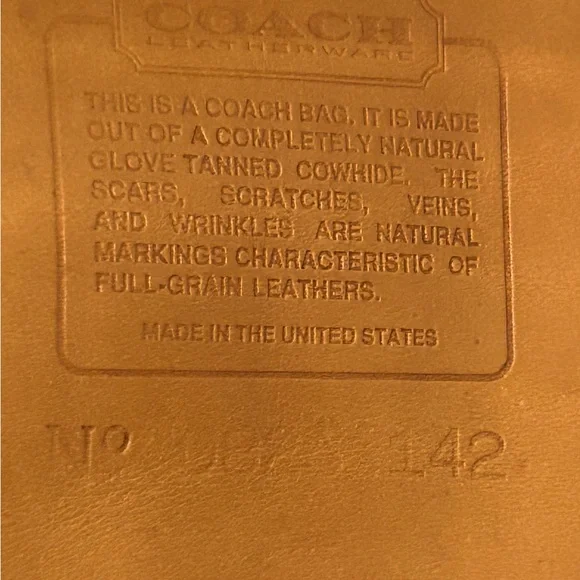 COACH
LEATHERWARE
THIS IS A COACH BAG. IT IS MADE
OUT OF A COMPLETELY NATURAL
GLOVE TANNED COWHIDE. THE
SCARS, SCRATCHES, VEINS,
AND WRINKLES ARE NATURAL
MARKINGS CHARACTERISTIC OF
FULL-GRAIN LEATHERS.
MADE IN THE UNITED STATES
Nº 142